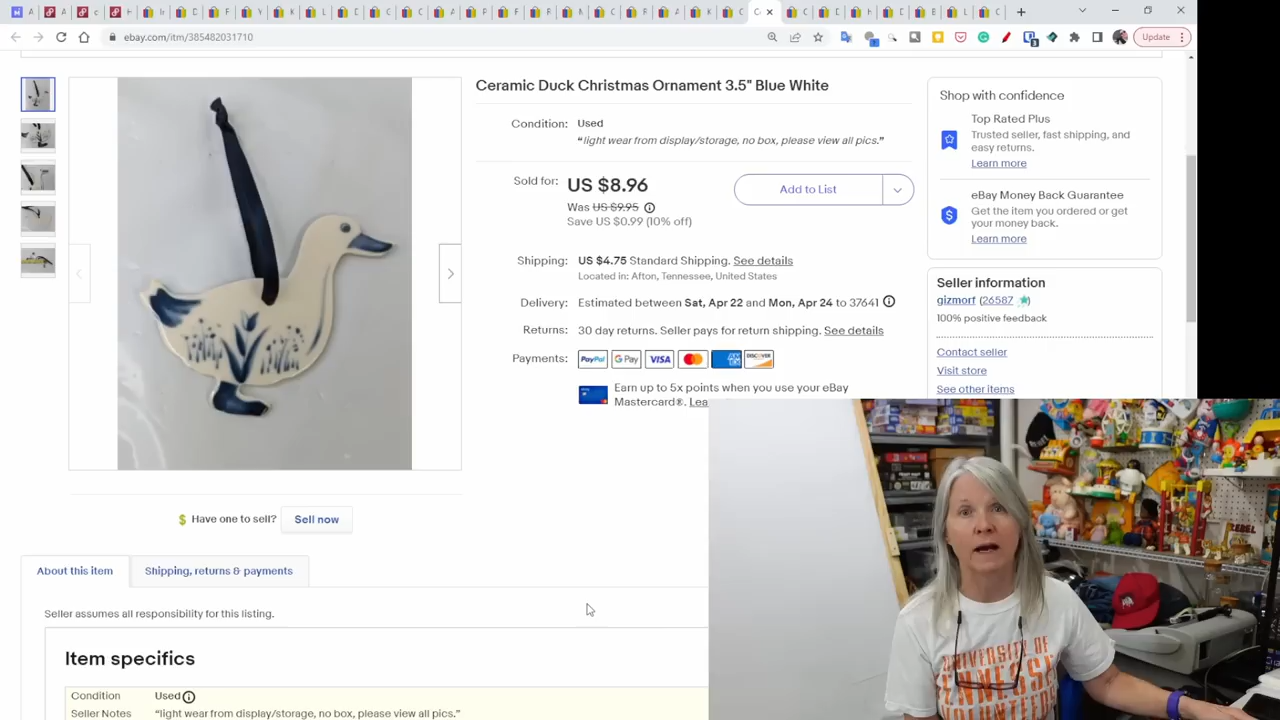 ebay.com/itm/385482031710
Update
Ceramic Duck Christmas Ornament 3.5" Blue White
Condition: Used
"light wear from display/storage, no box, please view all pics."
Sold for: US $8.96
Was US $9.95
Save US $0.99 (10% off)
Add to List
Shipping: US $4.75 Standard Shipping. See details
Located in: Afton, Tennessee, United States
Delivery: Estimated between Sat, Apr 22 and Mon, Apr 24 to 37641
Returns: 30 day returns. Seller pays for return shipping. See details
Payments: PayPal G Pay VISA DISCOVER
Earn up to 5x points when you use your eBay
Mastercard®. Lea
Shop with confidence
Top Rated Plus
Trusted seller, fast shipping, and
easy returns.
Learn more
eBay Money Back Guarantee
Get the item you ordered or get
your money back.
Learn more
Seller information
gizmorf (26587)
100% positive feedback
Contact seller
Visit store
See other items
Have one to sell? Sell now
About this item
Shipping, returns & payments
Seller assumes all responsibility for this listing.
Item specifics
Condition Used
Seller Notes "light wear from display/storage, no box, please view all pics."
UNIVERSITY OF